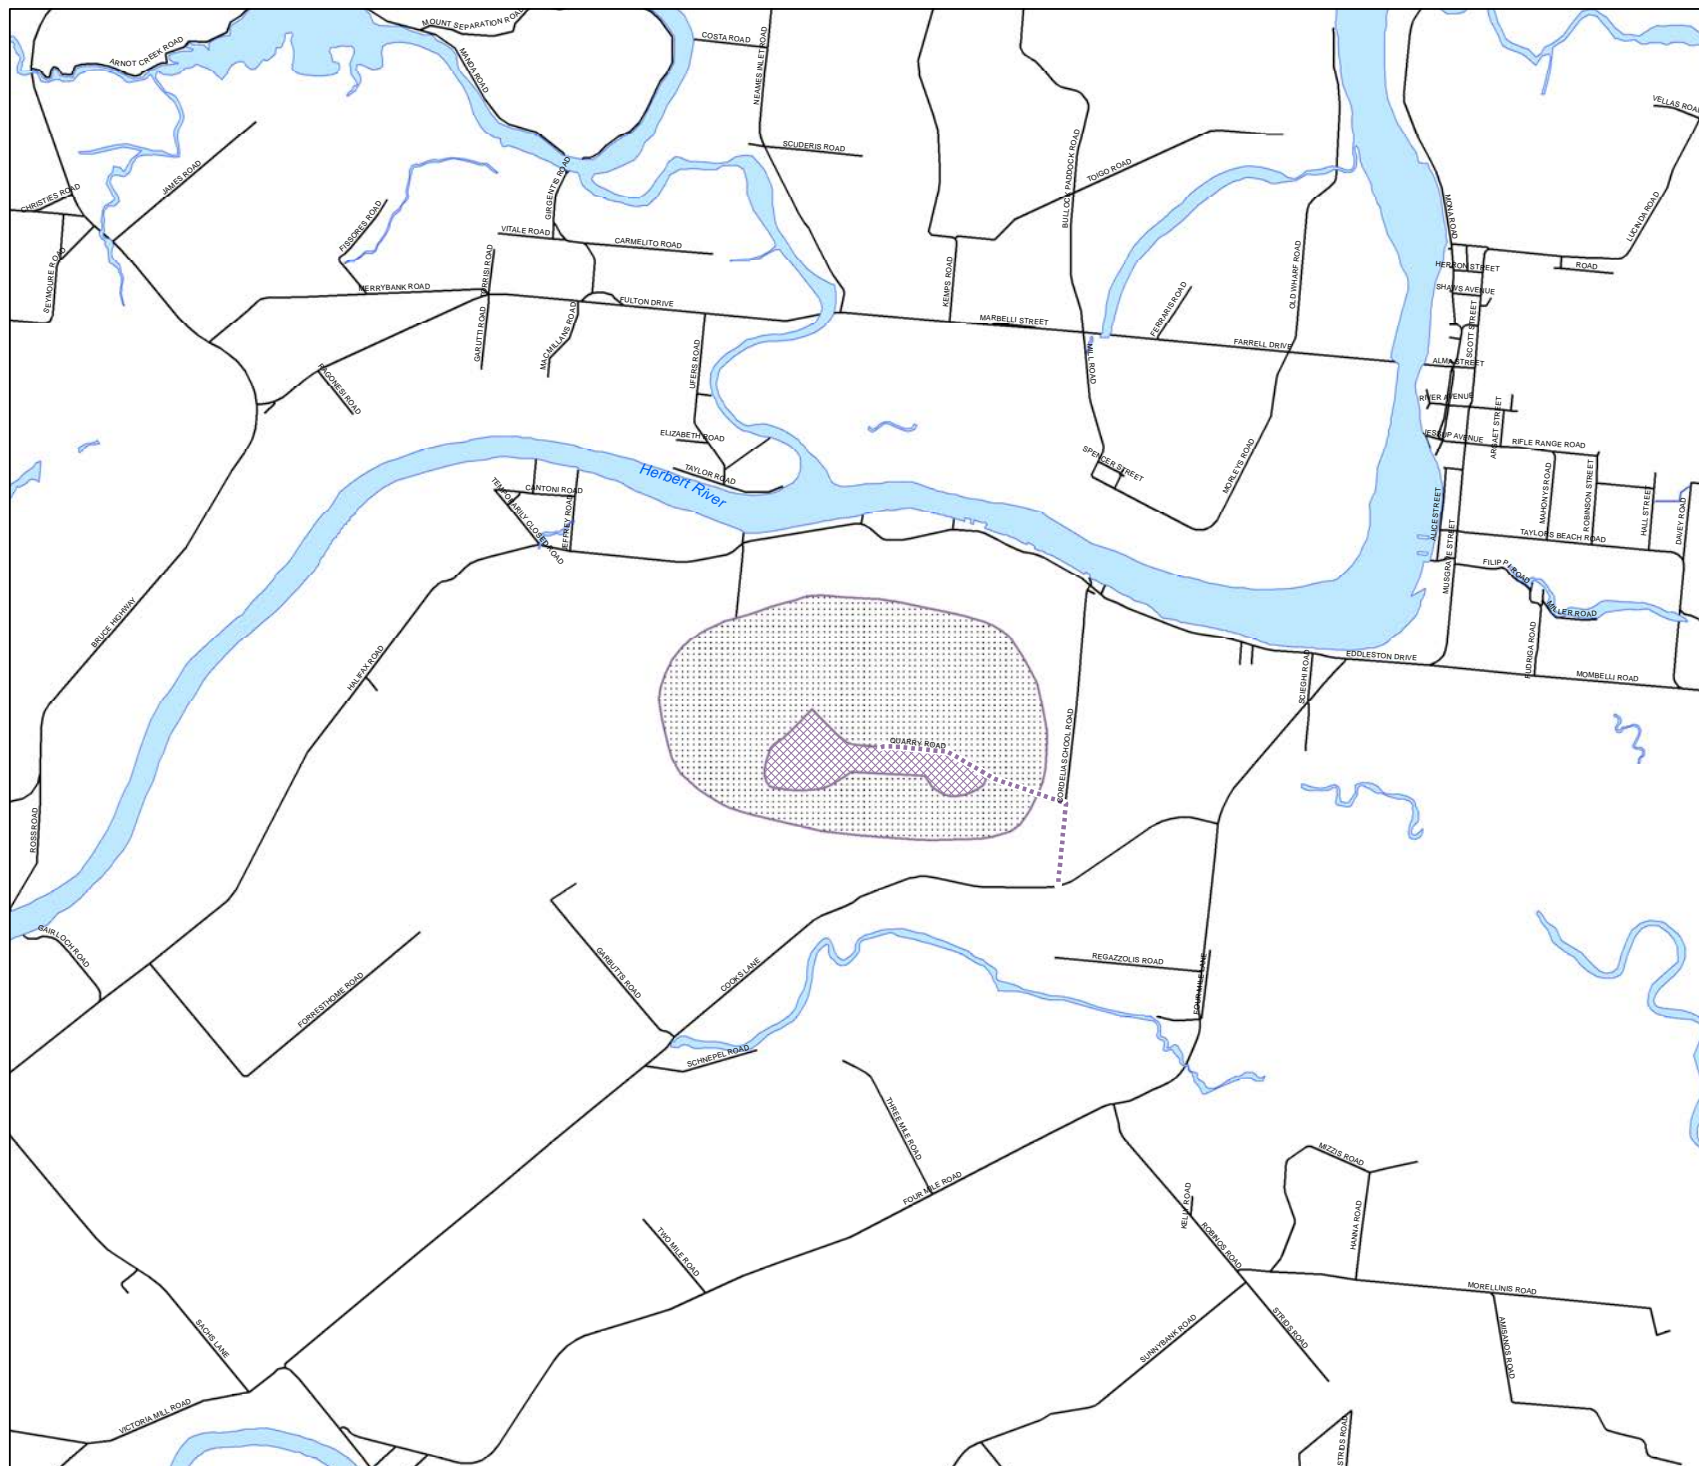 MOUNT SEPARATION ROAD
ARNOT CREEK ROAD
MANDA ROAD
COSTA ROAD
NEAMES INLET ROAD
VELLAS ROAD
SCUDERIS ROAD
BULLOCK PADDOCK ROAD
TOIGO ROAD
JAMES ROAD
CHRISTIES ROAD
GIRGENTIS ROAD
FISSORES ROAD
MONA ROAD
LUCINDA ROAD
VITALE ROAD
CARMELITO ROAD
SEYMOURE ROAD
KEMPS ROAD
OLD WHARF ROAD
HERRON STREET
ROAD
MERRYBANK ROAD
FULTON DRIVE
SHAWS AVENUE
FERRARIS ROAD
GARUTTI ROAD
MACMILLANS ROAD
MARBELLI STREET
SCOTT STREET
FARRELL DRIVE
MILL ROAD
UFERS ROAD
ALMA STREET
PAGONESI ROAD
RIVER AVENUE
ELIZABETH ROAD
JESSUP AVENUE
RIFLE RANGE ROAD
SPENCER STREET
MORLEYS ROAD
TAYLOR ROAD
Herbert River
CANTONI ROAD
TEMPORARILY CLOSED ROAD
JEFFREY ROAD
ALICE STREET
MAHONYS ROAD
ROBINSON STREET
HALL STREET
DAVEY ROAD
TAYLORS BEACH ROAD
MUSGRAVE STREET
FILIPPI ROAD
MILLER ROAD
BRUCE HIGHWAY
HALIFAX ROAD
EDDLESTON DRIVE
RUDRIGA ROAD
MOMBELLI ROAD
SCIEGHI ROAD
QUARRY ROAD
CORDELIA SCHOOL ROAD
ROSS ROAD
GAIRLOCH ROAD
FORRESTHOME ROAD
GARBUTTS ROAD
COOKS LANE
REGAZZOLIS ROAD
FOUR MILE LANE
SCHNEPEL ROAD
THREE MILE ROAD
FOUR MILE ROAD
MIZZIS ROAD
KELLY ROAD
HANNA ROAD
ROBINOS ROAD
TWO MILE ROAD
MORELLINIS ROAD
SACHS LANE
STRIDS ROAD
SUNNYBANK ROAD
AMISANOS ROAD
VICTORIA MILL ROAD
STRIDS ROAD